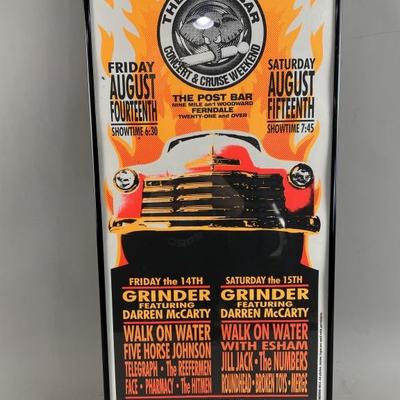 THE
BAR
CONCERT & CRUISE WEEKEND
FRIDAY
AUGUST
FOURTEENTH
SHOWTIME 6:30
SATURDAY
AUGUST
FIFTEENTH
SHOWTIME 7:45
THE POST BAR
NINE MILE and WOODWARD
FERNDALE
TWENTY-ONE and OVER
FRIDAY the 14TH
GRINDER
FEATURING
DARREN McCARTY
WALK ON WATER
FIVE HORSE JOHNSON
TELEGRAPH • The REEFERMEN
FACE • PHARMACY • The HITMEN
SATURDAY the 15TH
GRINDER
FEATURING
DARREN McCARTY
WALK ON WATER
WITH ESHAM
JILL JACK • The NUMBERS
ROUNDHEAD • BROKEN TOYS • MERGE